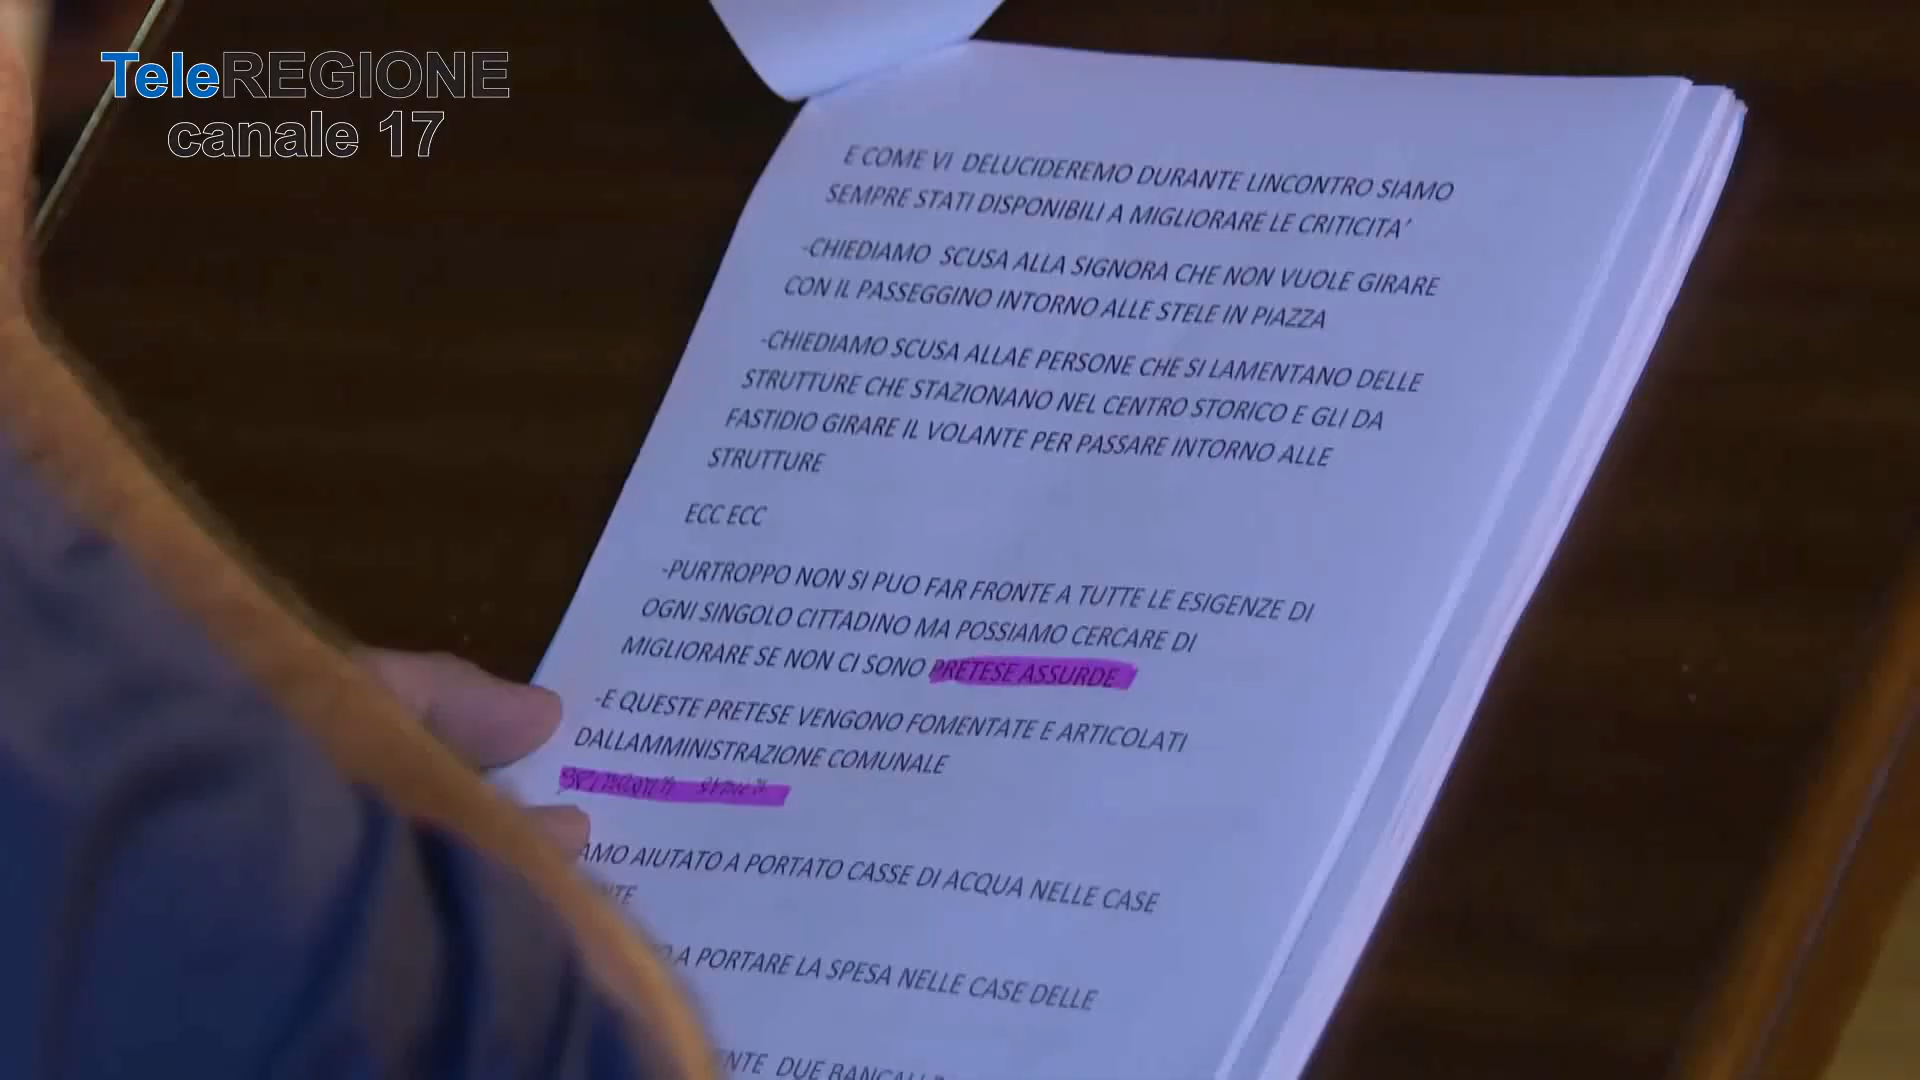 TeleREGIONE
canale 17
E COME VI DELUCIDEREMO DURANTE LINCONTRO SIAMO
SEMPRE STATI DISPONIBILI A MIGLIORARE LE CRITICITA'
-CHIEDIAMO SCUSA ALLA SIGNORA CHE NON VUOLE GIRARE
CON IL PASSEGGINO INTORNO ALLE STELE IN PIAZZA
-CHIEDIAMO SCUSA ALLAE PERSONE CHE SI LAMENTANO DELLE
STRUTTURE CHE STAZIONANO NEL CENTRO STORICO E GLI DA
FASTIDIO GIRARE IL VOLANTE PER PASSARE INTORNO ALLE
STRUTTURE
ECC ECC
-PURTROPPO NON SI PUO FAR FRONTE A TUTTE LE ESIGENZE DI
OGNI SINGOLO CITTADINO MA POSSIAMO CERCARE DI
MIGLIORARE SE NON CI SONO PRETESE ASSURDE
-E QUESTE PRETESE VENGONO FOMENTATE E ARTICOLATI
DALLAMMINISTRAZIONE COMUNALE
AMO AIUTATO A PORTATO CASSE DI ACQUA NELLE CASE
NTE
O A PORTARE LA SPESA NELLE CASE DELLE
ENTE DUE